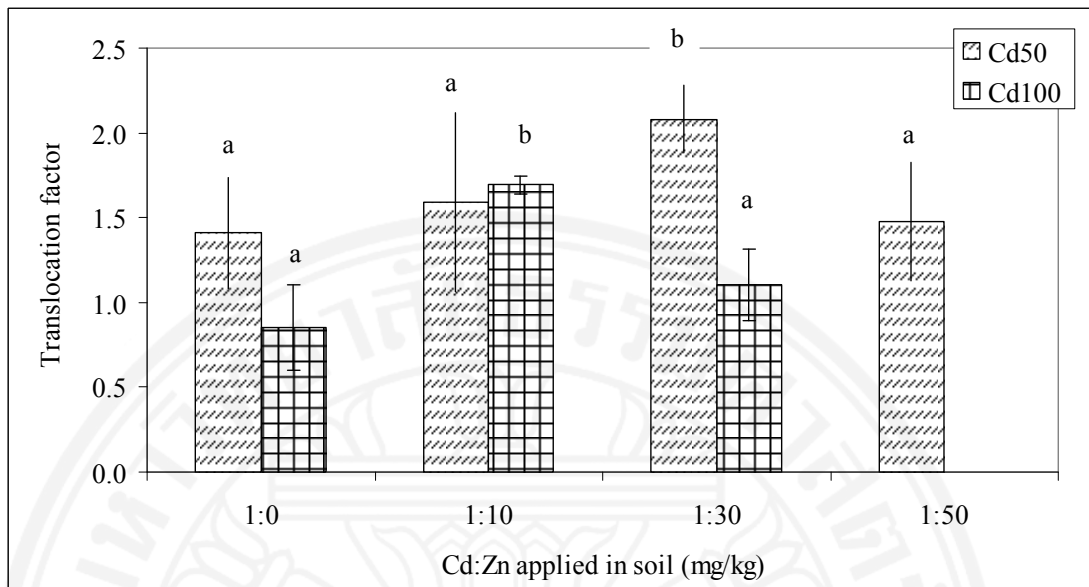 2.5
2.0
1.5
1.0
0.5
0.0
Translocation factor
a
a
a
b
b
a
a
Cd50
Cd100
1:0
1:10
1:30
1:50
Cd:Zn applied in soil (mg/kg)